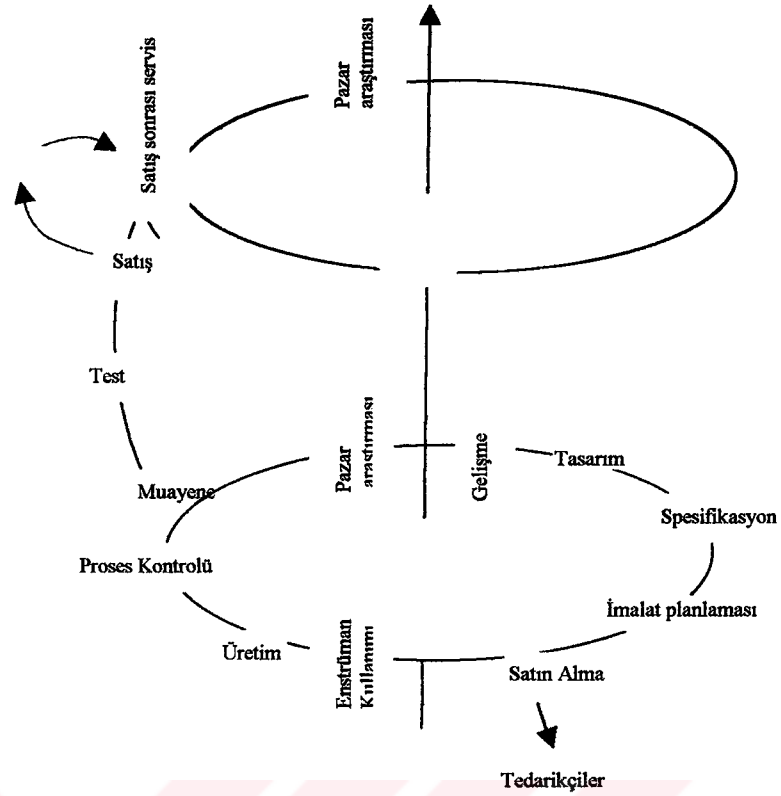 Pazar
araştırması
Satış sonrası servis
Satış
Test
Pazar
araştırması
Gelişme
Tasarım
Muayene
Spesifikasyon
Proses Kontrolü
İmalat planlaması
Üretim
Enstrüman
Kullanımı
Satın Alma
Tedarikçiler